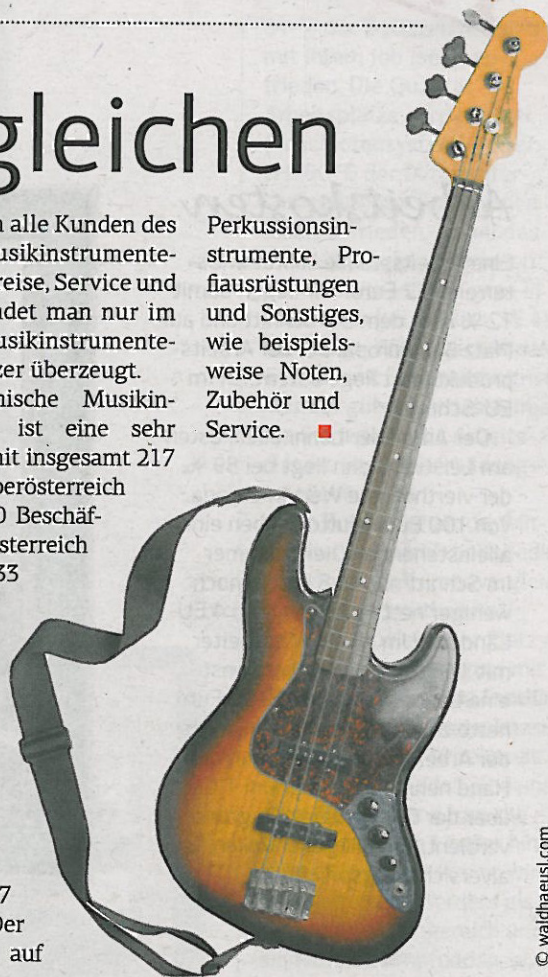 gleichen
alle Kunden des
usikinstrumente-
reise, Service und
det man nur im
usikinstrumente-
zer überzeugt.
nische Musikin-
ist eine sehr
mit insgesamt 217
berösterreich
0 Beschäf-
sterreich
33
7
Der
auf
Perkussionsin-
strumente, Pro-
fiausrüstungen
und Sonstiges,
wie beispiels-
weise Noten,
Zubehör und
Service.
© waldhaeusl.com